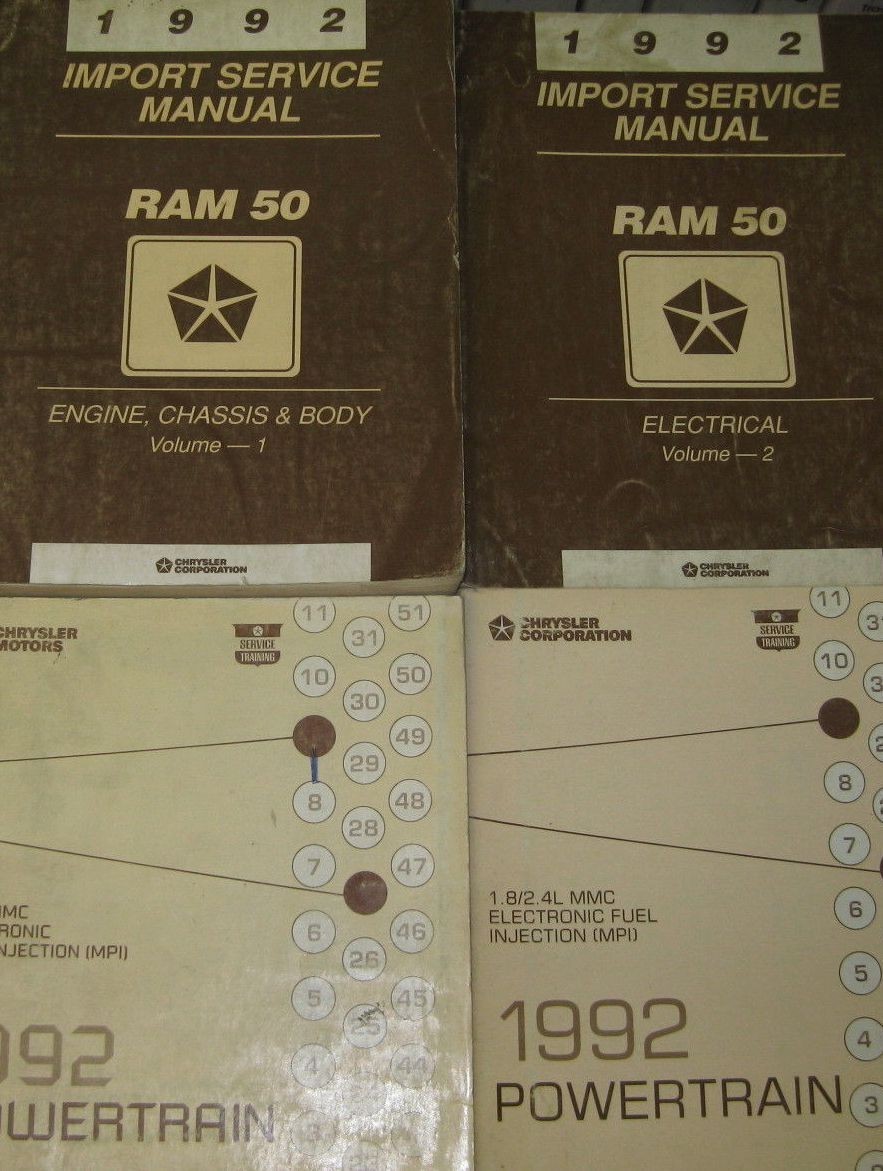 1 9 9 2
IMPORT SERVICE
MANUAL
RAM 50
ENGINE, CHASSIS & BODY
Volume — 1
CHRYSLER
CORPORATION
1 9 9 2
IMPORT SERVICE
MANUAL
RAM 50
ELECTRICAL
Volume — 2
CHRYSLER
CORPORATION
CHRYSLER
MOTORS
SERVICE
TRAINING
11
10
8
7
6
5
4
3
31
30
29
28
26
25
51
50
49
48
47
46
45
44
MMC
RONIC
NJECTION (MPI)
992
OWERTRAIN
CHRYSLER
CORPORATION
SERVICE
TRAINING
11
10
8
7
6
5
4
3
1.8/2.4L MMC
ELECTRONIC FUEL
INJECTION (MPI)
1992
POWERTRAIN